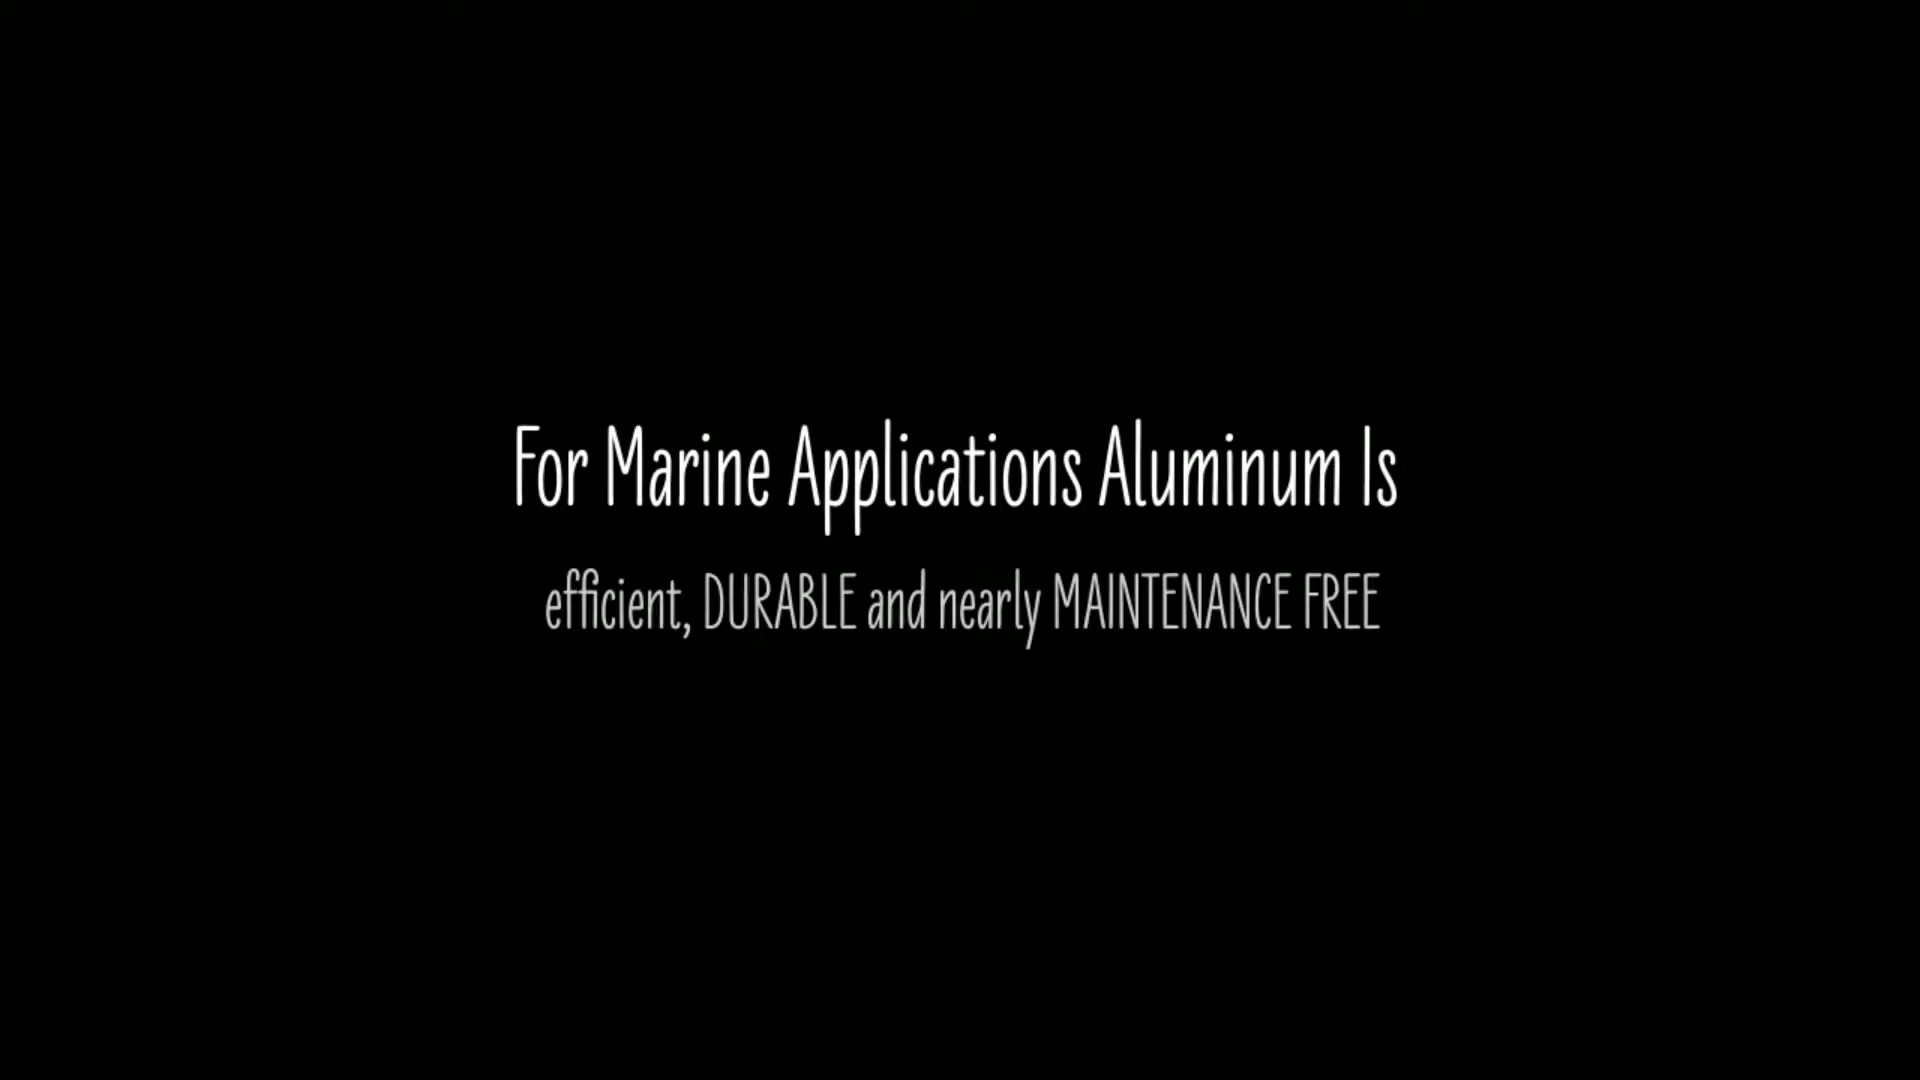 For Marine Applications Aluminum Is
efficient, DURABLE and nearly MAINTENANCE FREE